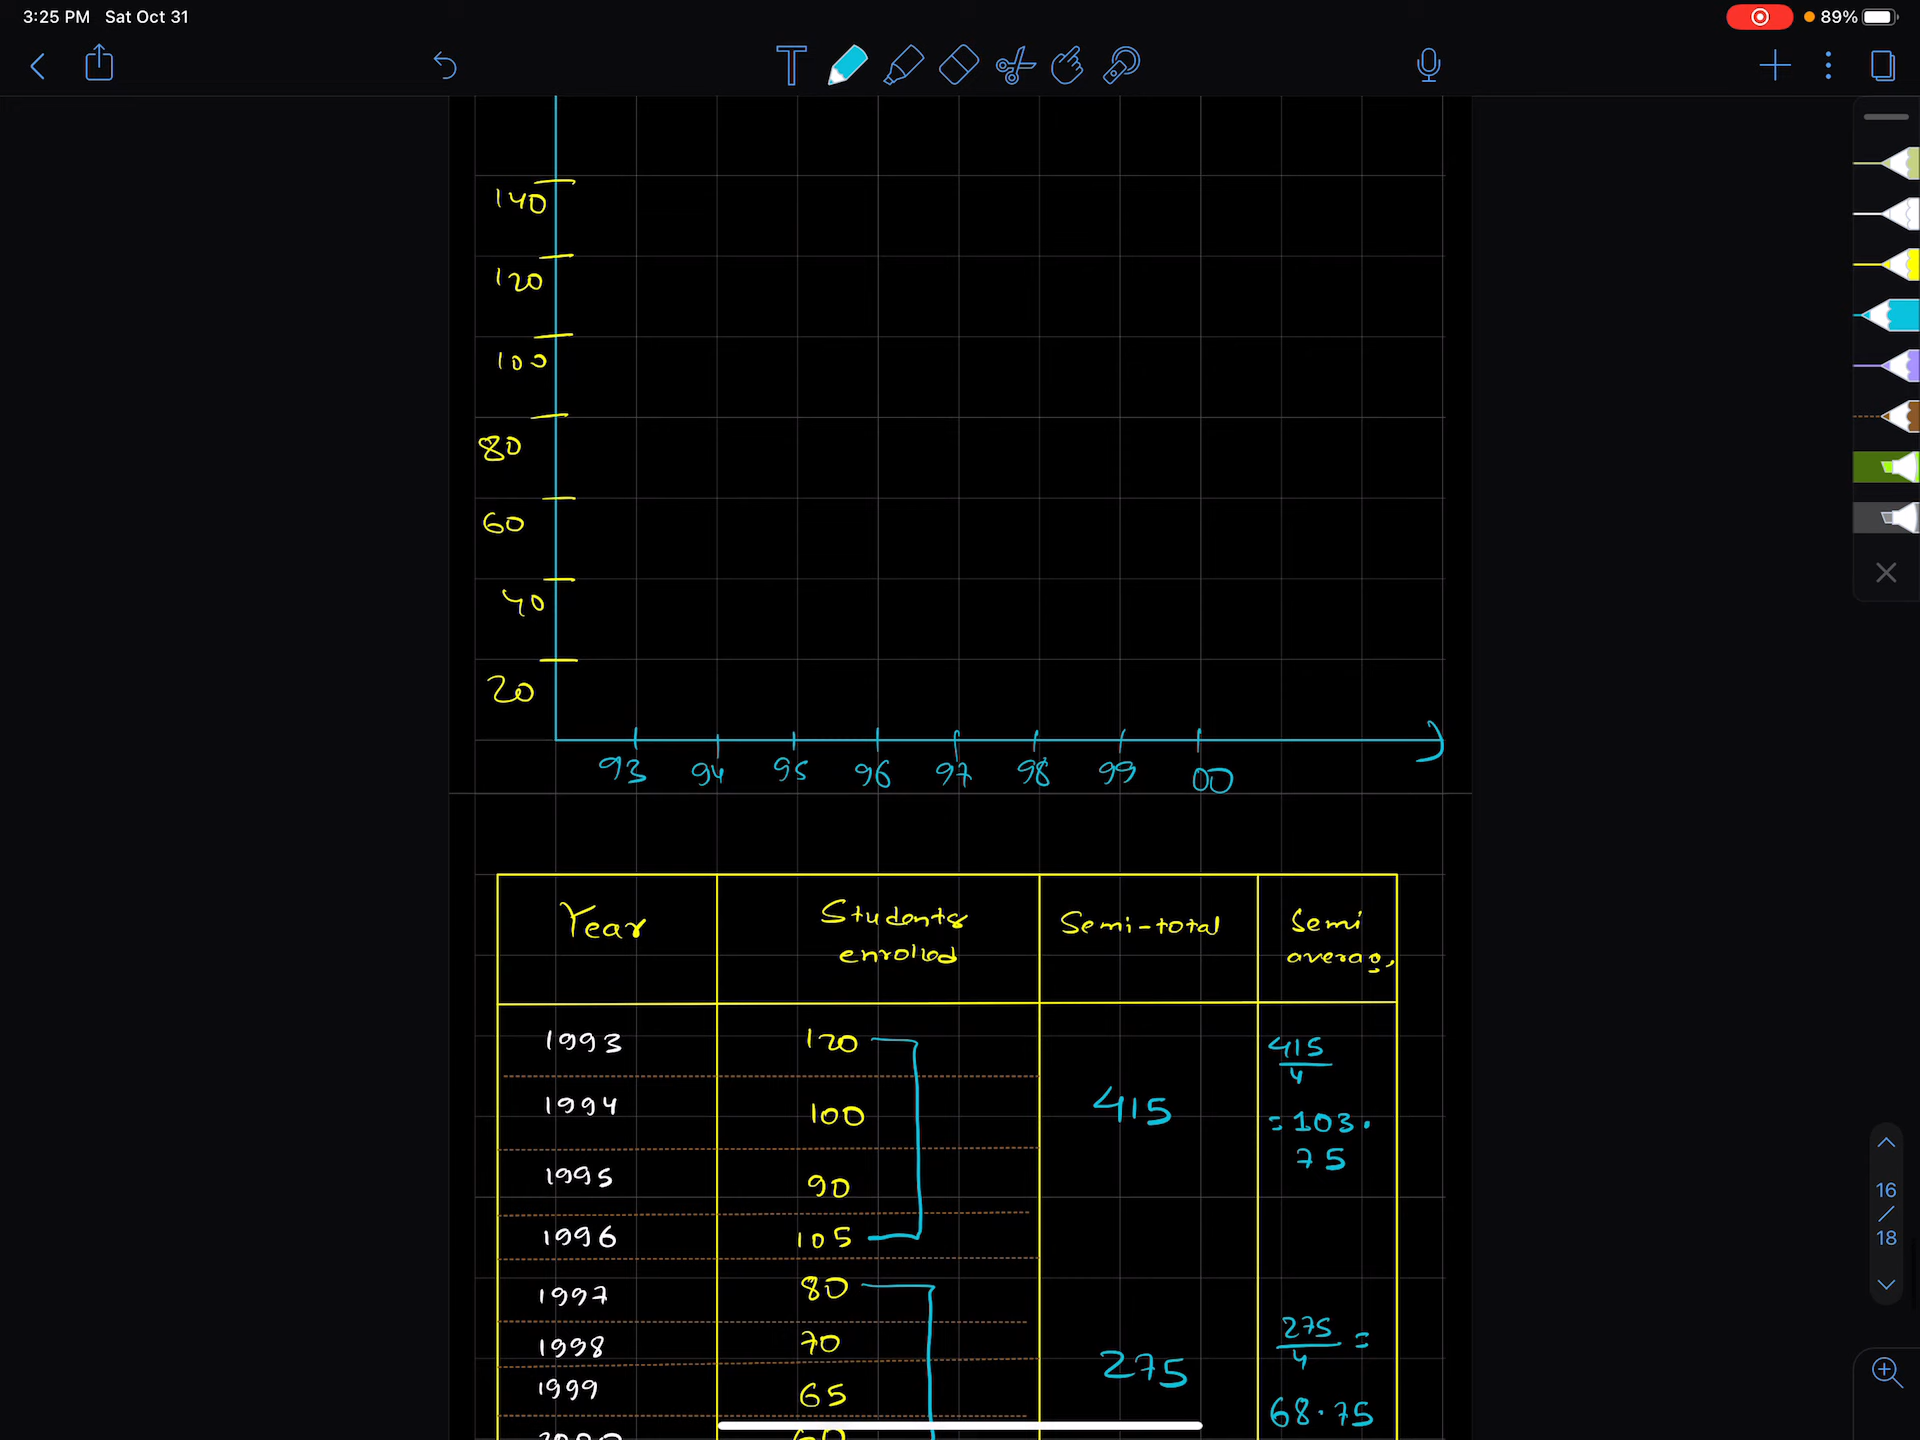 3:25 PM Sat Oct 31
89%
140
120
100
80
60
40
20
93 94 95 96 97 98 99 00
Year Students enrolled Semi-total Semi
1993 120 415/4
1994 100 415 = 103.
75
1995 90
1996 105
1997 80
1998 70 275 275/4 =
1999 65 68.75
16
/
18